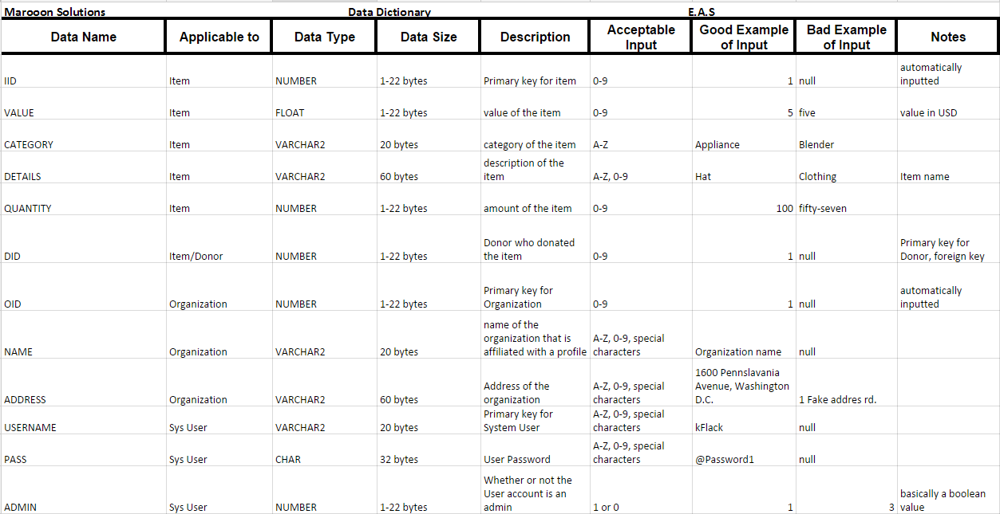 Marooon Solutions Data Dictionary E.A.S
Data Name Applicable to Data Type Data Size Description Acceptable Input Good Example of Input Bad Example of Input Notes
IID Item NUMBER 1-22 bytes Primary key for item 0-9 1 null automatically inputted
VALUE Item FLOAT 1-22 bytes value of the item 0-9 5 five value in USD
CATEGORY Item VARCHAR2 20 bytes category of the item A-Z Appliance Blender
DETAILS Item VARCHAR2 60 bytes description of the item A-Z, 0-9 Hat Clothing Item name
QUANTITY Item NUMBER 1-22 bytes amount of the item 0-9 100 fifty-seven
DID Item/Donor NUMBER 1-22 bytes Donor who donated the item 0-9 1 null Primary key for Donor, foreign key
OID Organization NUMBER 1-22 bytes Primary key for Organization 0-9 1 null automatically inputted
NAME Organization VARCHAR2 20 bytes name of the organization that is affiliated with a profile A-Z, 0-9, special characters Organization name null
ADDRESS Organization VARCHAR2 60 bytes Address of the organization A-Z, 0-9, special characters 1600 Pennslavania Avenue, Washington D.C. 1 Fake addres rd.
USERNAME Sys User VARCHAR2 20 bytes Primary key for System User A-Z, 0-9, special characters kFlack null
PASS Sys User CHAR 32 bytes User Password A-Z, 0-9, special characters @Password1 null
ADMIN Sys User NUMBER 1-22 bytes Whether or not the User account is an admin 1 or 0 1 3 basically a boolean value